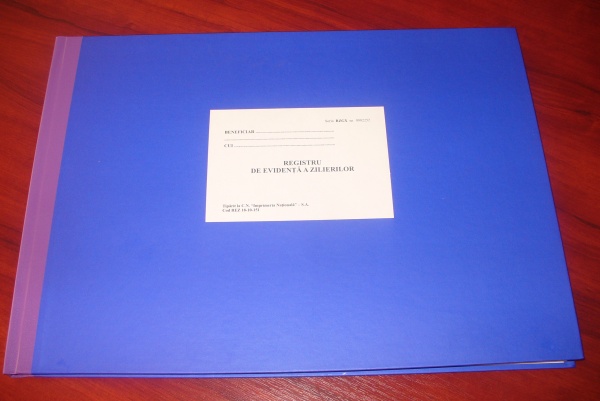 BENEFICIAR
CUI
REGISTRU
DE EVIDENȚĂ A ZILIERILOR
Tipărit la C.N. "Imprimeria Națională" - S.A.